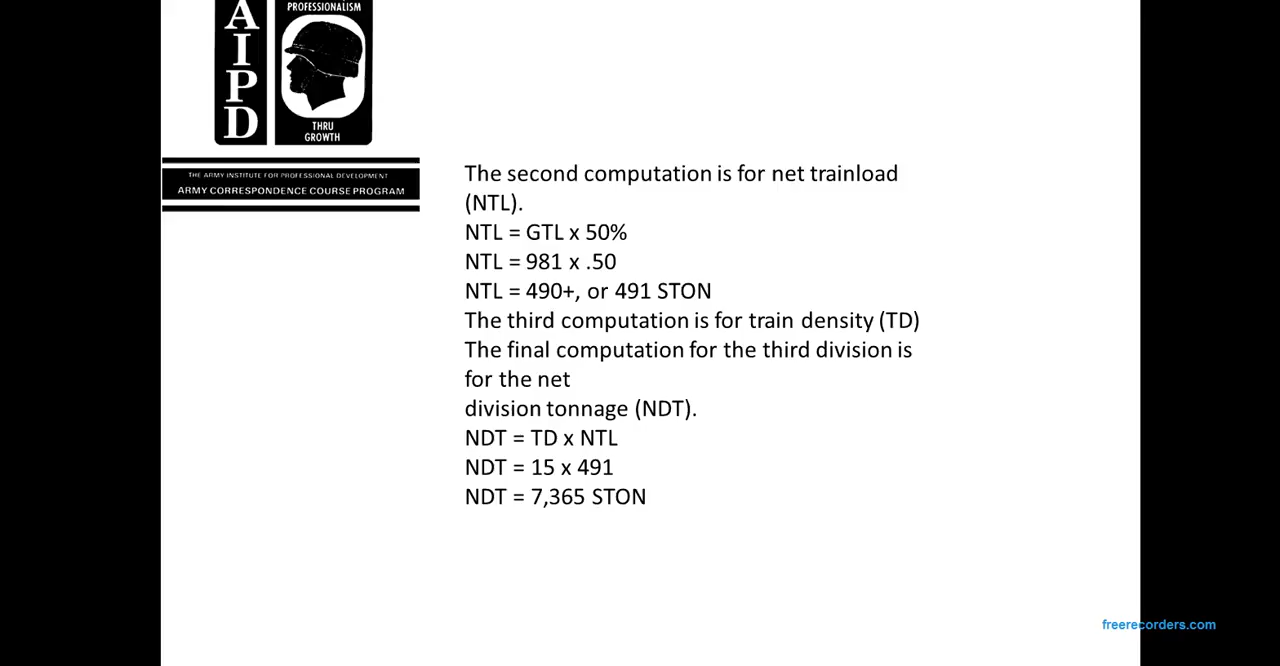 A
I
P
D
PROFESSIONALISM
THRU
GROWTH
THE ARMY INSTITUTE FOR PROFESSIONAL DEVELOPMENT
ARMY CORRESPONDENCE COURSE PROGRAM
The second computation is for net trainload
(NTL).
NTL = GTL x 50%
NTL = 981 x .50
NTL = 490+, or 491 STON
The third computation is for train density (TD)
The final computation for the third division is
for the net
division tonnage (NDT).
NDT = TD x NTL
NDT = 15 x 491
NDT = 7,365 STON
freerecorders.com